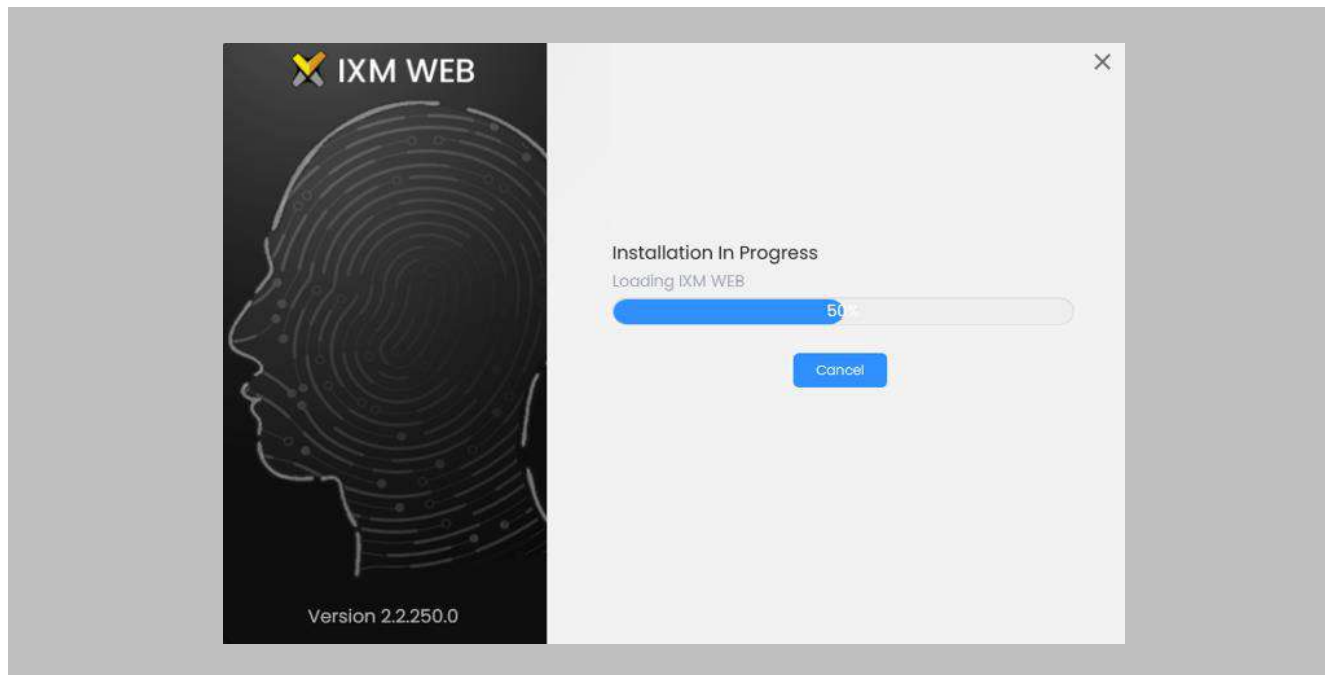 IXM WEB
Installation In Progress
Loading IXM WEB
50%
Cancel
Version 2.2.250.0